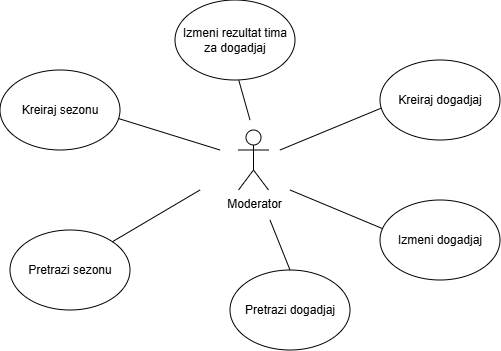 Izmeni rezultat tima
za dogadjaj
Kreiraj sezonu
Kreiraj dogadjaj
Moderator
Izmeni dogadjaj
Pretrazi sezonu
Pretrazi dogadjaj